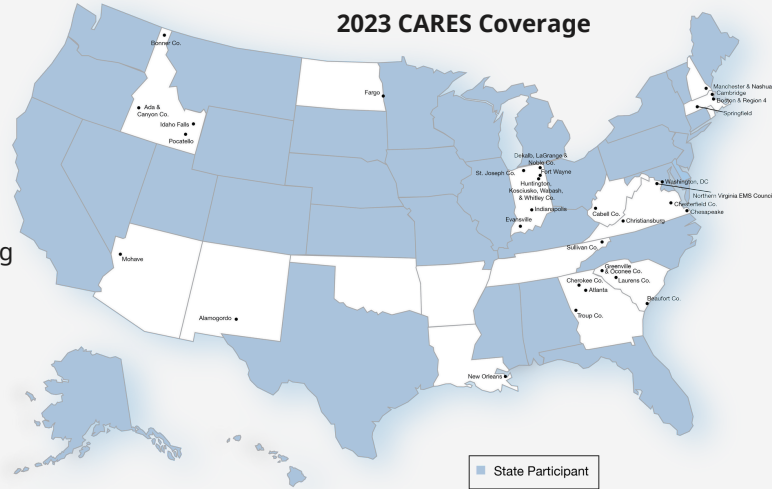 2023 CARES Coverage
Bonner Co.
Ada &
Canyon Co.
Idaho Falls
Pocatello
Fargo
Manchester & Nashua
Cambridge
Boston & Region 4
Springfield
Dekalb, LaGrange &
Noble Co.
St. Joseph Co.
Fort Wayne
Huntington,
Kosciusko, Wabash,
& Whitley Co.
Indianapolis
Evansville
Washington, DC
Northern Virginia EMS Council
Chesterfield Co.
Chesapeake
Cabell Co.
Christiansburg
Sullivan Co.
g
Mohave
Greenville
& Oconee Co.
Cherokee Co.
Laurens Co.
Atlanta
Beaufort Co.
Troup Co.
Alamogordo
New Orleans
State Participant